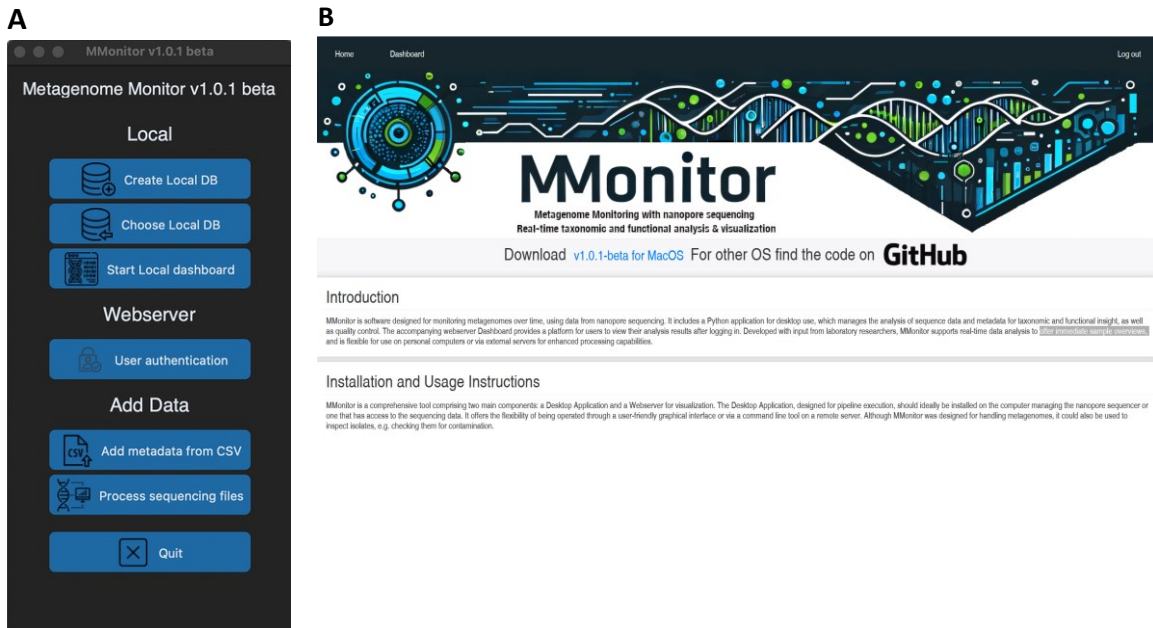 A
MMonitor v1.0.1 beta
Metagenome Monitor v1.0.1 beta
Local
Create Local DB
Choose Local DB
Start Local dashboard
Webserver
User authentication
Add Data
CSV
Add metadata from CSV
Process sequencing files
Quit
B
Home Dashboard Log out
MMonitor
Metagenome Monitoring with nanopore sequencing
Real-time taxonomic and functional analysis & visualization
Download v1.0.1-beta for MacOS For other OS find the code on GitHub
Introduction
MMonitor is software designed for monitoring metagenomes over time, using data from nanopore sequencing. It includes a Python application for desktop use, which manages the analysis of sequence data and metadata for taxonomic and functional insight, as well
as quality control. The accompanying webserver Dashboard provides a platform for users to view their analysis results after logging in. Developed with input from laboratory researchers, MMonitor supports real-time data analysis to offer immediate sample overviews,
and is flexible for use on personal computers or via external servers for enhanced processing capabilities.
Installation and Usage Instructions
MMonitor is a comprehensive tool comprising two main components: a Desktop Application and a Webserver for visualization. The Desktop Application, designed for pipeline execution, should ideally be installed on the computer managing the nanopore sequencer or
one that has access to the sequencing data. It offers the flexibility of being operated through a user-friendly graphical interface or via a command line tool on a remote server. Although MMonitor was designed for handling metagenomes, it could also be used to
inspect isolates, e.g. checking them for contamination.